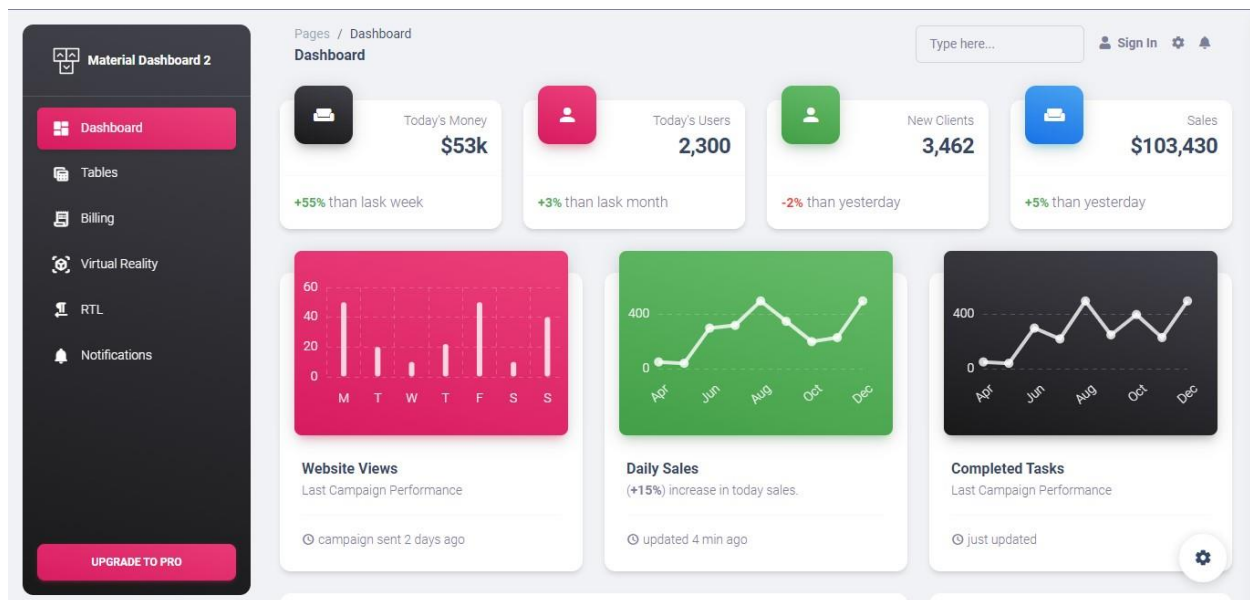 Material Dashboard 2
Dashboard
Tables
Billing
Virtual Reality
RTL
Notifications
UPGRADE TO PRO
Pages / Dashboard
Dashboard
Type here...
Sign In
Today's Money
$53k
+55% than lask week
Today's Users
2,300
+3% than lask month
New Clients
3,462
-2% than yesterday
Sales
$103,430
+5% than yesterday
60
40
20
0
M T W T F S S
Website Views
Last Campaign Performance
campaign sent 2 days ago
400
0
Apr Jun Aug Oct Dec
Daily Sales
(+15%) increase in today sales.
updated 4 min ago
400
0
Apr Jun Aug Oct Dec
Completed Tasks
Last Campaign Performance
just updated